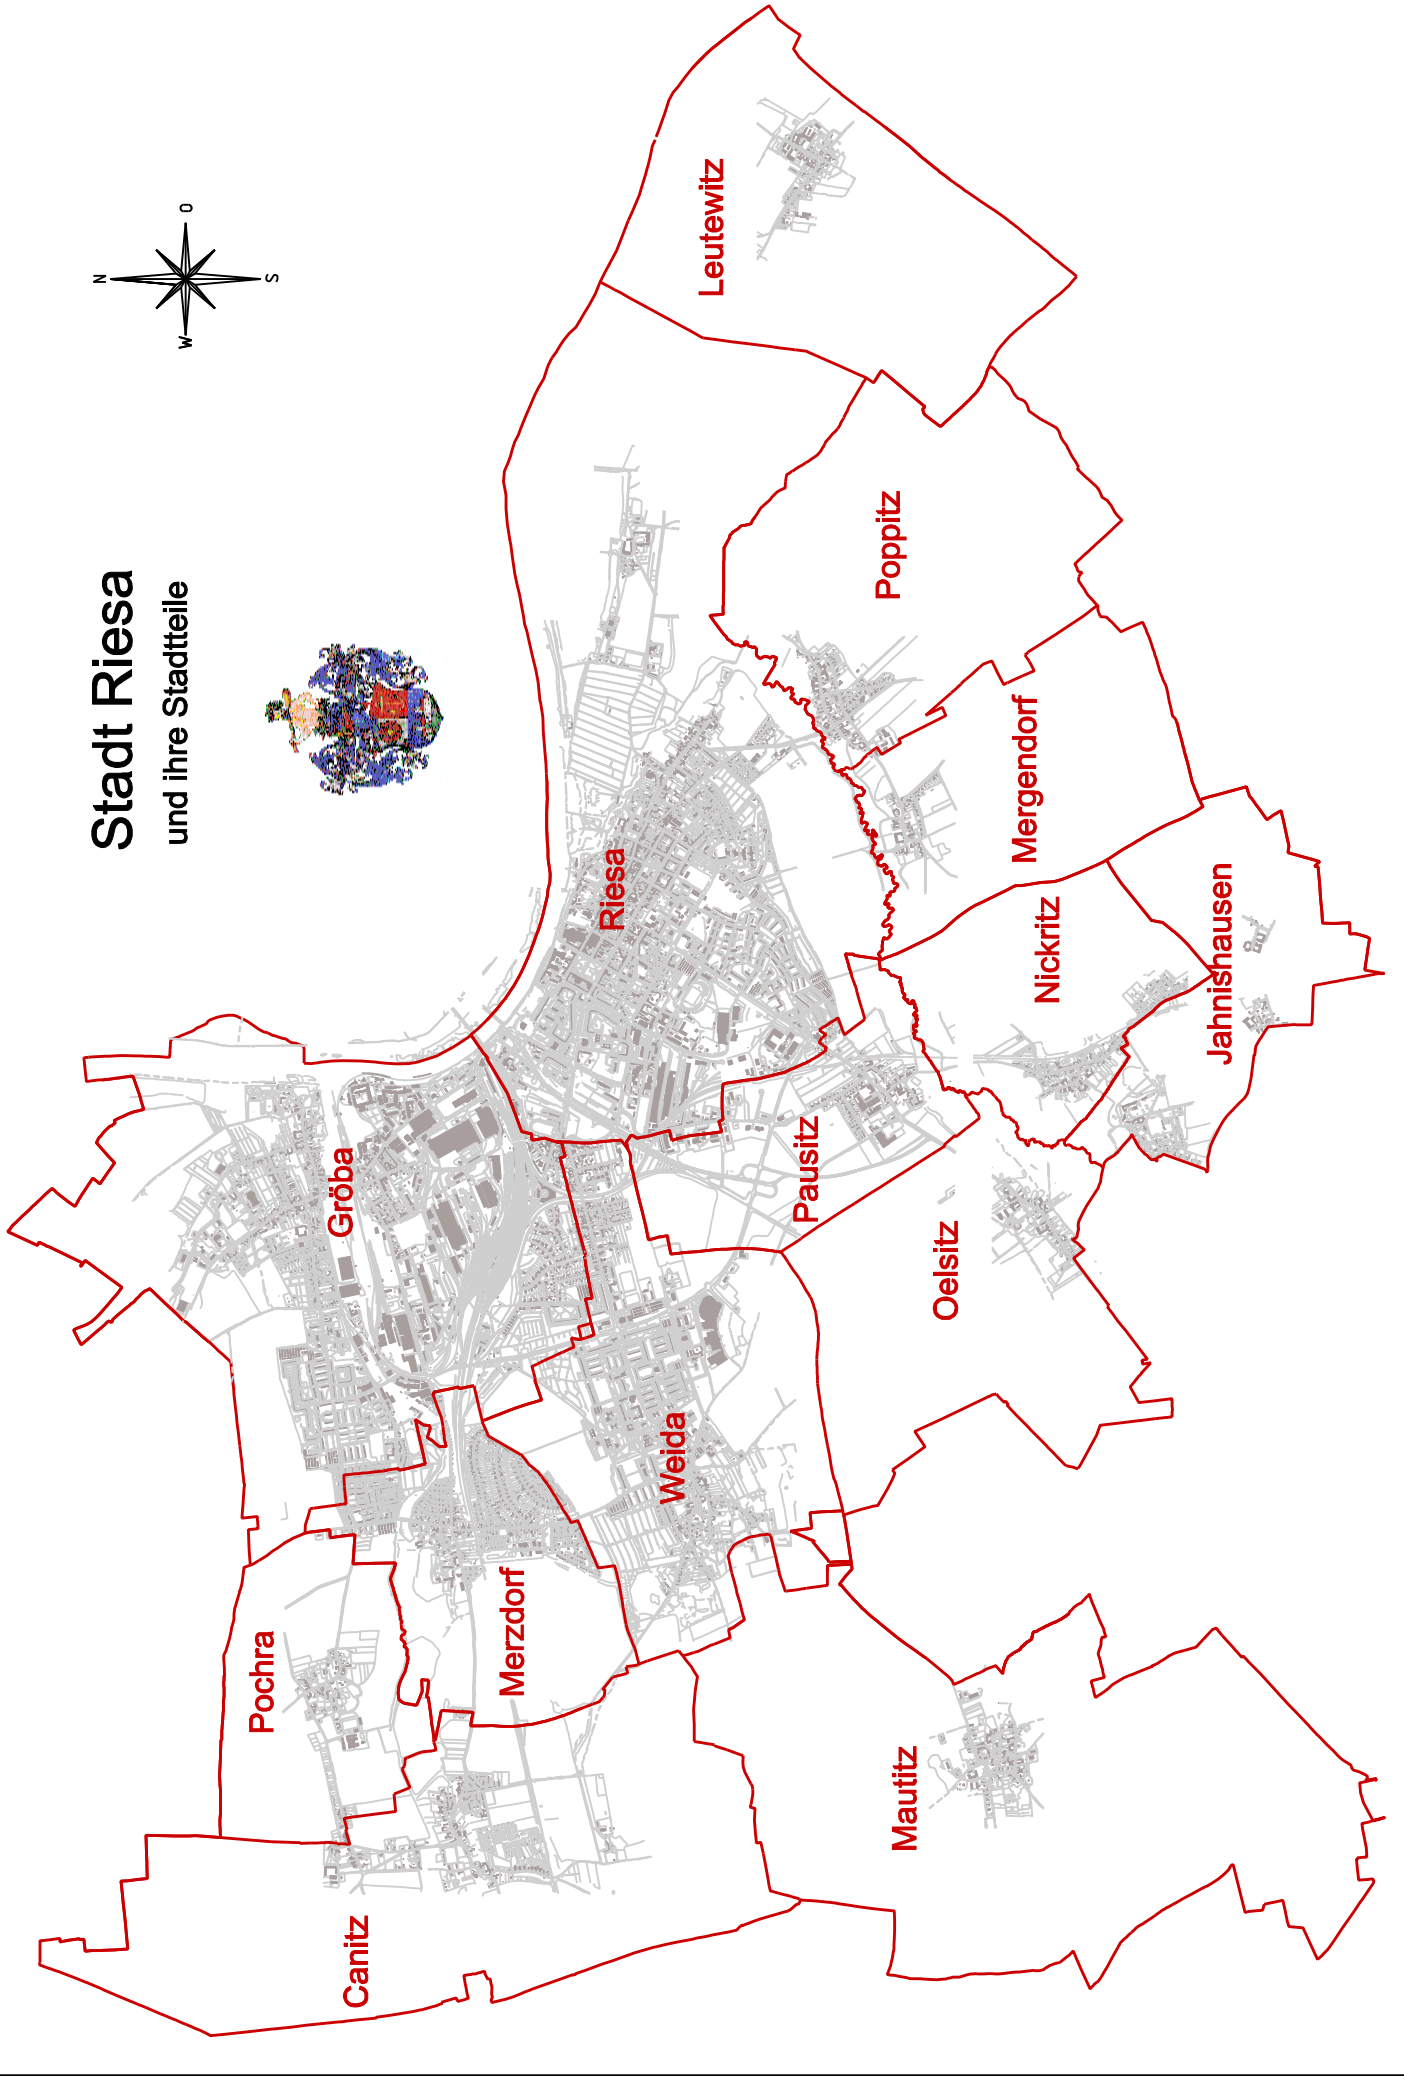 Stadt Riesa
und ihre Stadtteile
N
W
O
S
Canitz
Pochra
Gröba
Merzdorf
Weida
Riesa
Leutewitz
Pausitz
Poppitz
Mautitz
Oelsitz
Mergendorf
Nickritz
Jahnishausen